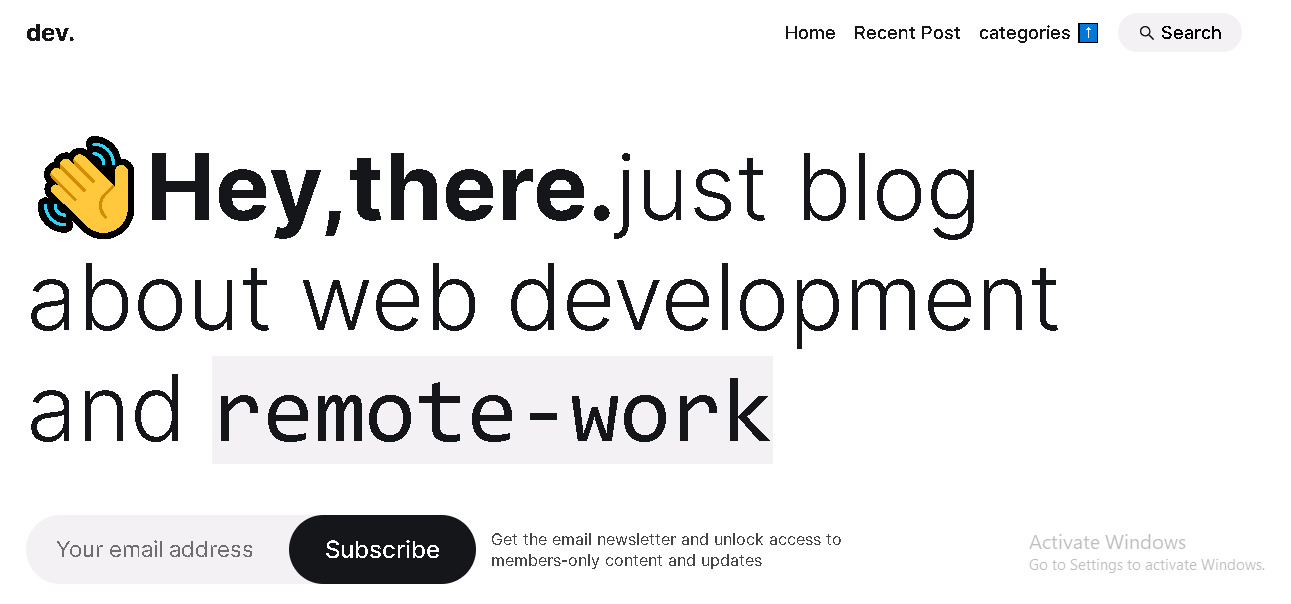 dev.
Home Recent Post categories ⬆️ Search
👋Hey,there.just blog
about web development
and remote-work
Your email address Subscribe
Get the email newsletter and unlock access to
members-only content and updates
Activate Windows
Go to Settings to activate Windows.